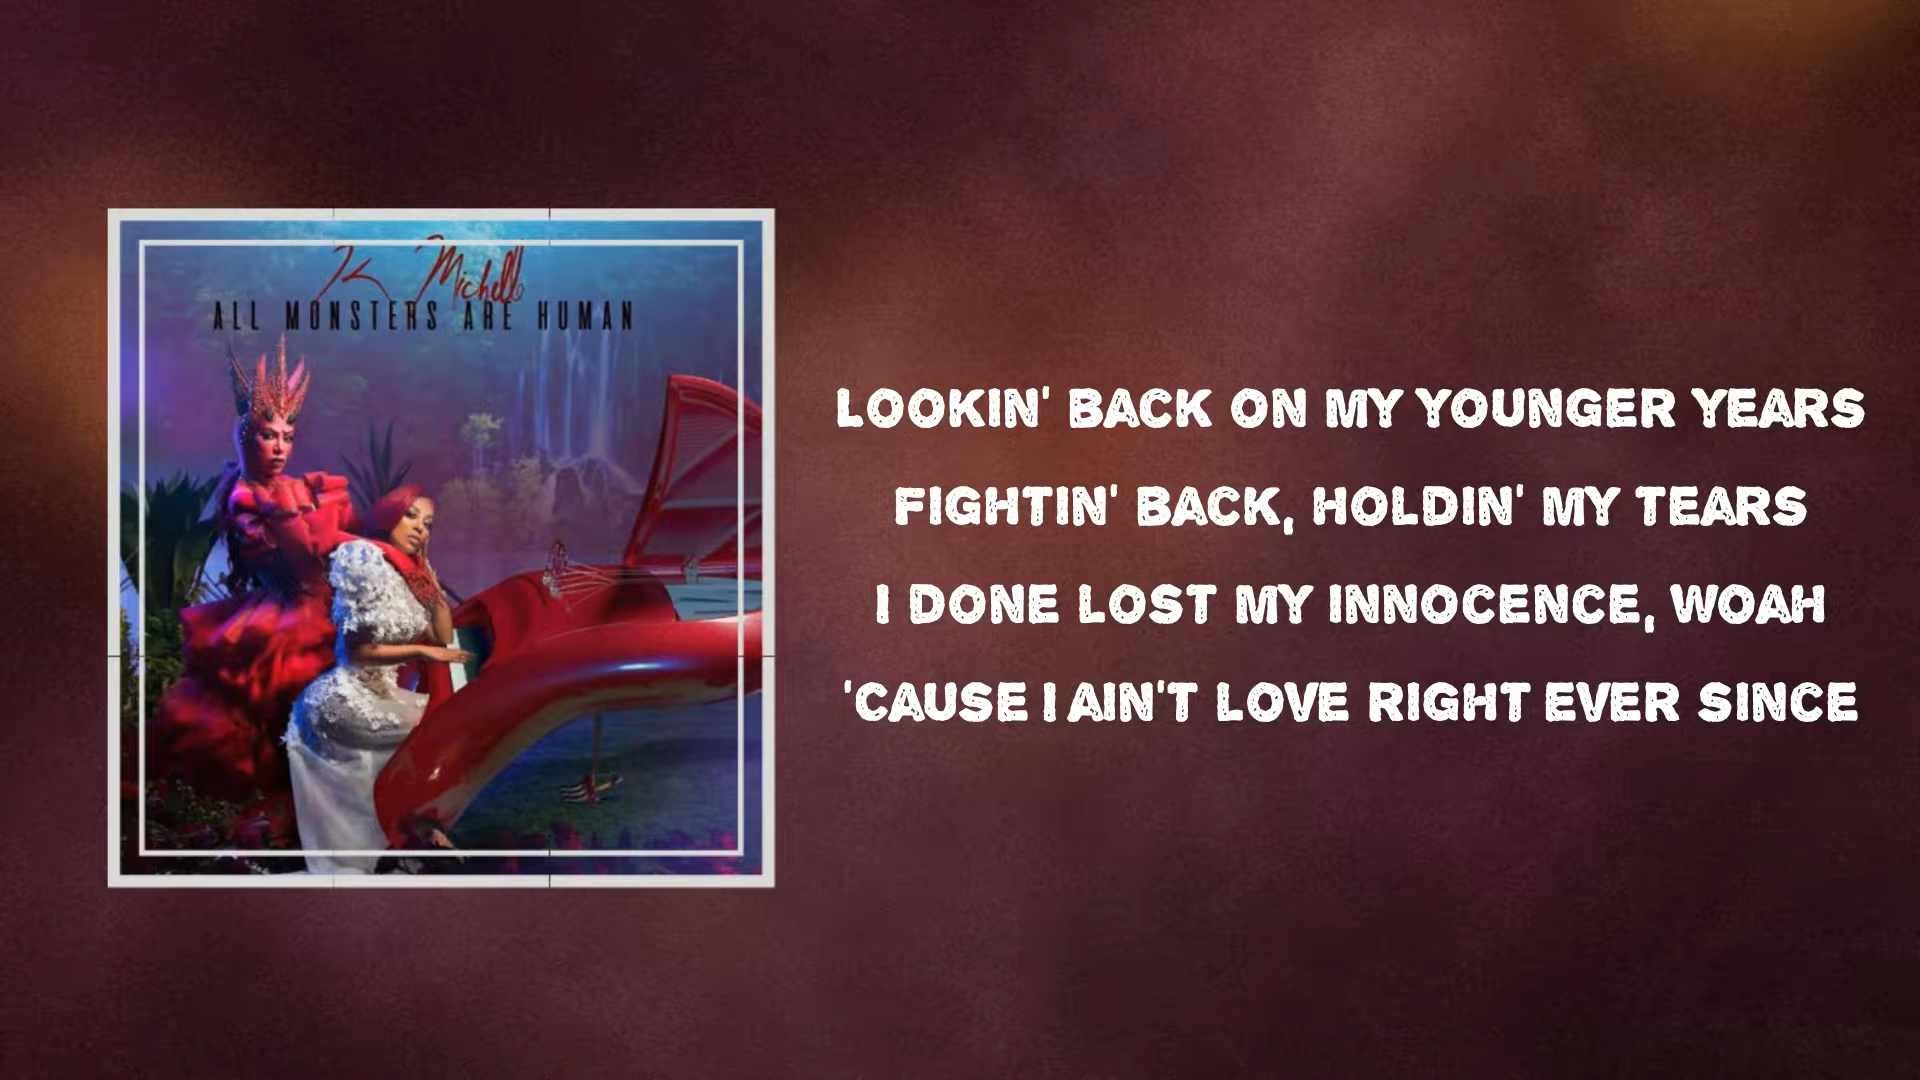 K Michelle
ALL MONSTERS ARE HUMAN
LOOKIN' BACK ON MY YOUNGER YEARS
FIGHTIN' BACK, HOLDIN' MY TEARS
I DONE LOST MY INNOCENCE, WOAH
'CAUSE I AIN'T LOVE RIGHT EVER SINCE